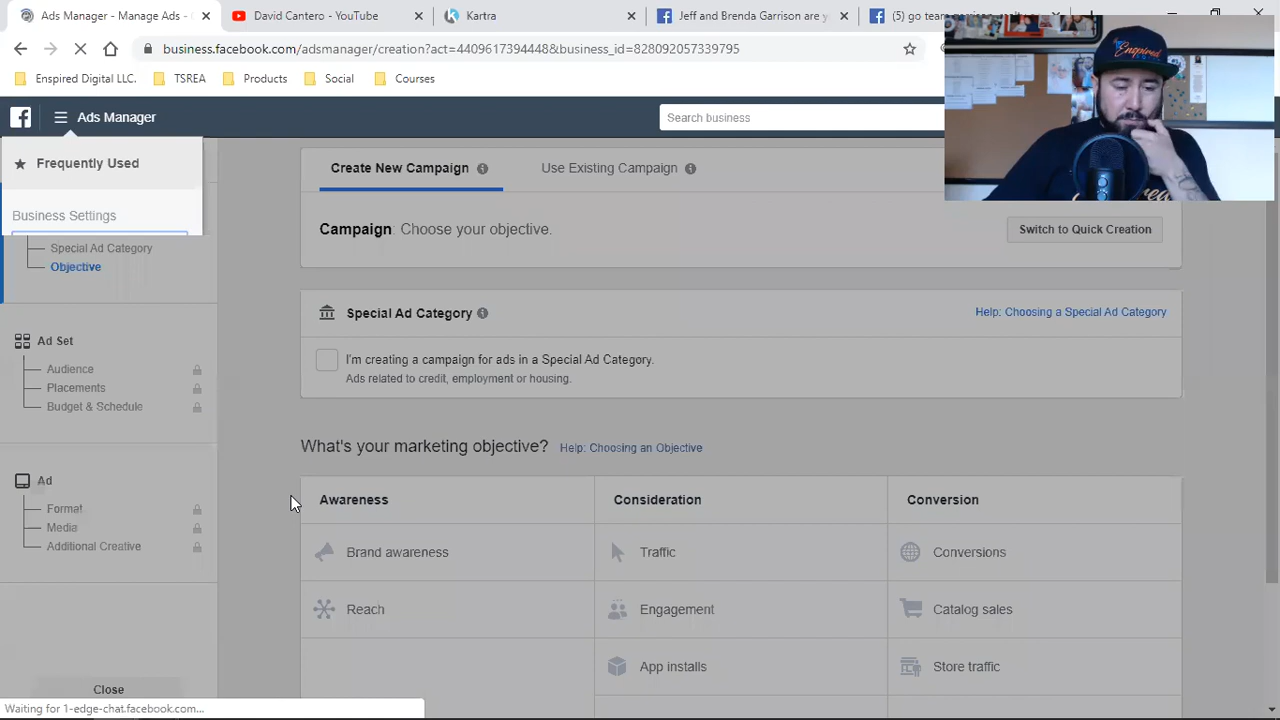 Ads Manager - Manage Ads - C
David Cantero - YouTube
Kartra
Jeff and Brenda Garrison are y
(5) go team
business.facebook.com/adsmanager/creation?act=4409617394448&business_id=828092057339795
Enspired Digital LLC.
TSREA
Products
Social
Courses
Ads Manager
Search business
Frequently Used
Business Settings
Special Ad Category
Objective
Ad Set
Audience
Placements
Budget & Schedule
Ad
Format
Media
Additional Creative
Close
Waiting for 1-edge-chat.facebook.com...
Create New Campaign
Use Existing Campaign
Campaign: Choose your objective.
Switch to Quick Creation
Special Ad Category
Help: Choosing a Special Ad Category
I'm creating a campaign for ads in a Special Ad Category.
Ads related to credit, employment or housing.
What's your marketing objective? Help: Choosing an Objective
Awareness
Consideration
Conversion
Brand awareness
Traffic
Conversions
Reach
Engagement
Catalog sales
App installs
Store traffic
Enspired